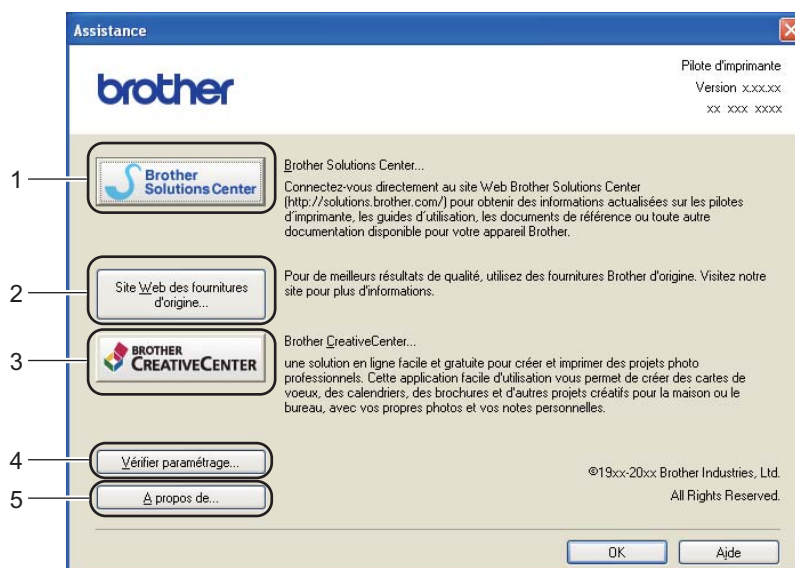 Assistance
brother
Pilote d'imprimante
Version x.xx.xx
xx xxx xxxx
1
Brother
Solutions Center
Brother Solutions Center...
Connectez-vous directement au site Web Brother Solutions Center
(http://solutions.brother.com/) pour obtenir des informations actualisées sur les pilotes
d'imprimante, les guides d'utilisation, les documents de référence ou toute autre
documentation disponible pour votre appareil Brother.
2
Site Web des fournitures
d'origine...
Pour de meilleurs résultats de qualité, utilisez des fournitures Brother d'origine. Visitez notre
site pour plus d'informations.
3
BROTHER
CREATIVECENTER
Brother CreativeCenter...
une solution en ligne facile et gratuite pour créer et imprimer des projets photo
professionnels. Cette application facile d'utilisation vous permet de créer des cartes de
voeux, des calendriers, des brochures et d'autres projets créatifs pour la maison ou le
bureau, avec vos propres photos et vos notes personnelles.
4
Vérifier paramétrage...
5
A propos de...
©19xx-20xx Brother Industries, Ltd.
All Rights Reserved.
OK
Aide